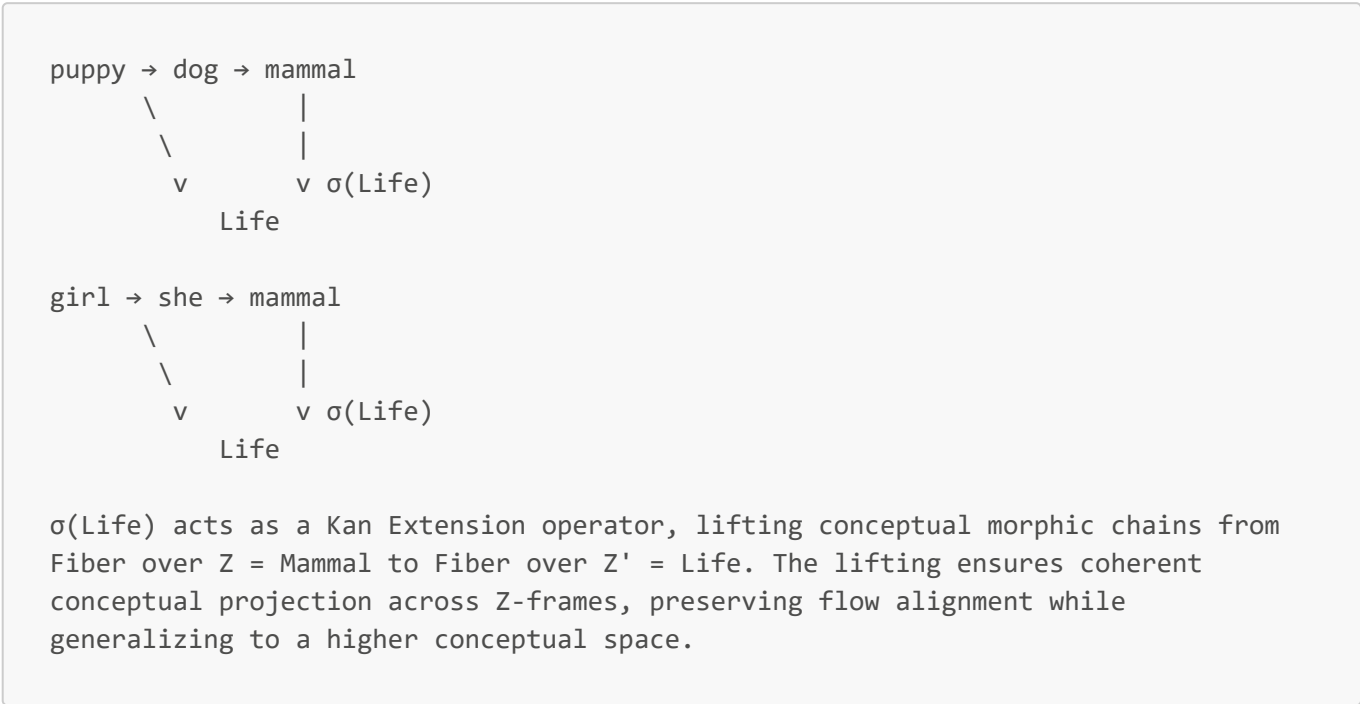 puppy → dog → mammal
      \          |
       \         |
        v        v σ(Life)
           Life
girl → she → mammal
      \          |
       \         |
        v        v σ(Life)
           Life
σ(Life) acts as a Kan Extension operator, lifting conceptual morphic chains from
Fiber over Z = Mammal to Fiber over Z' = Life. The lifting ensures coherent
conceptual projection across Z-frames, preserving flow alignment while
generalizing to a higher conceptual space.